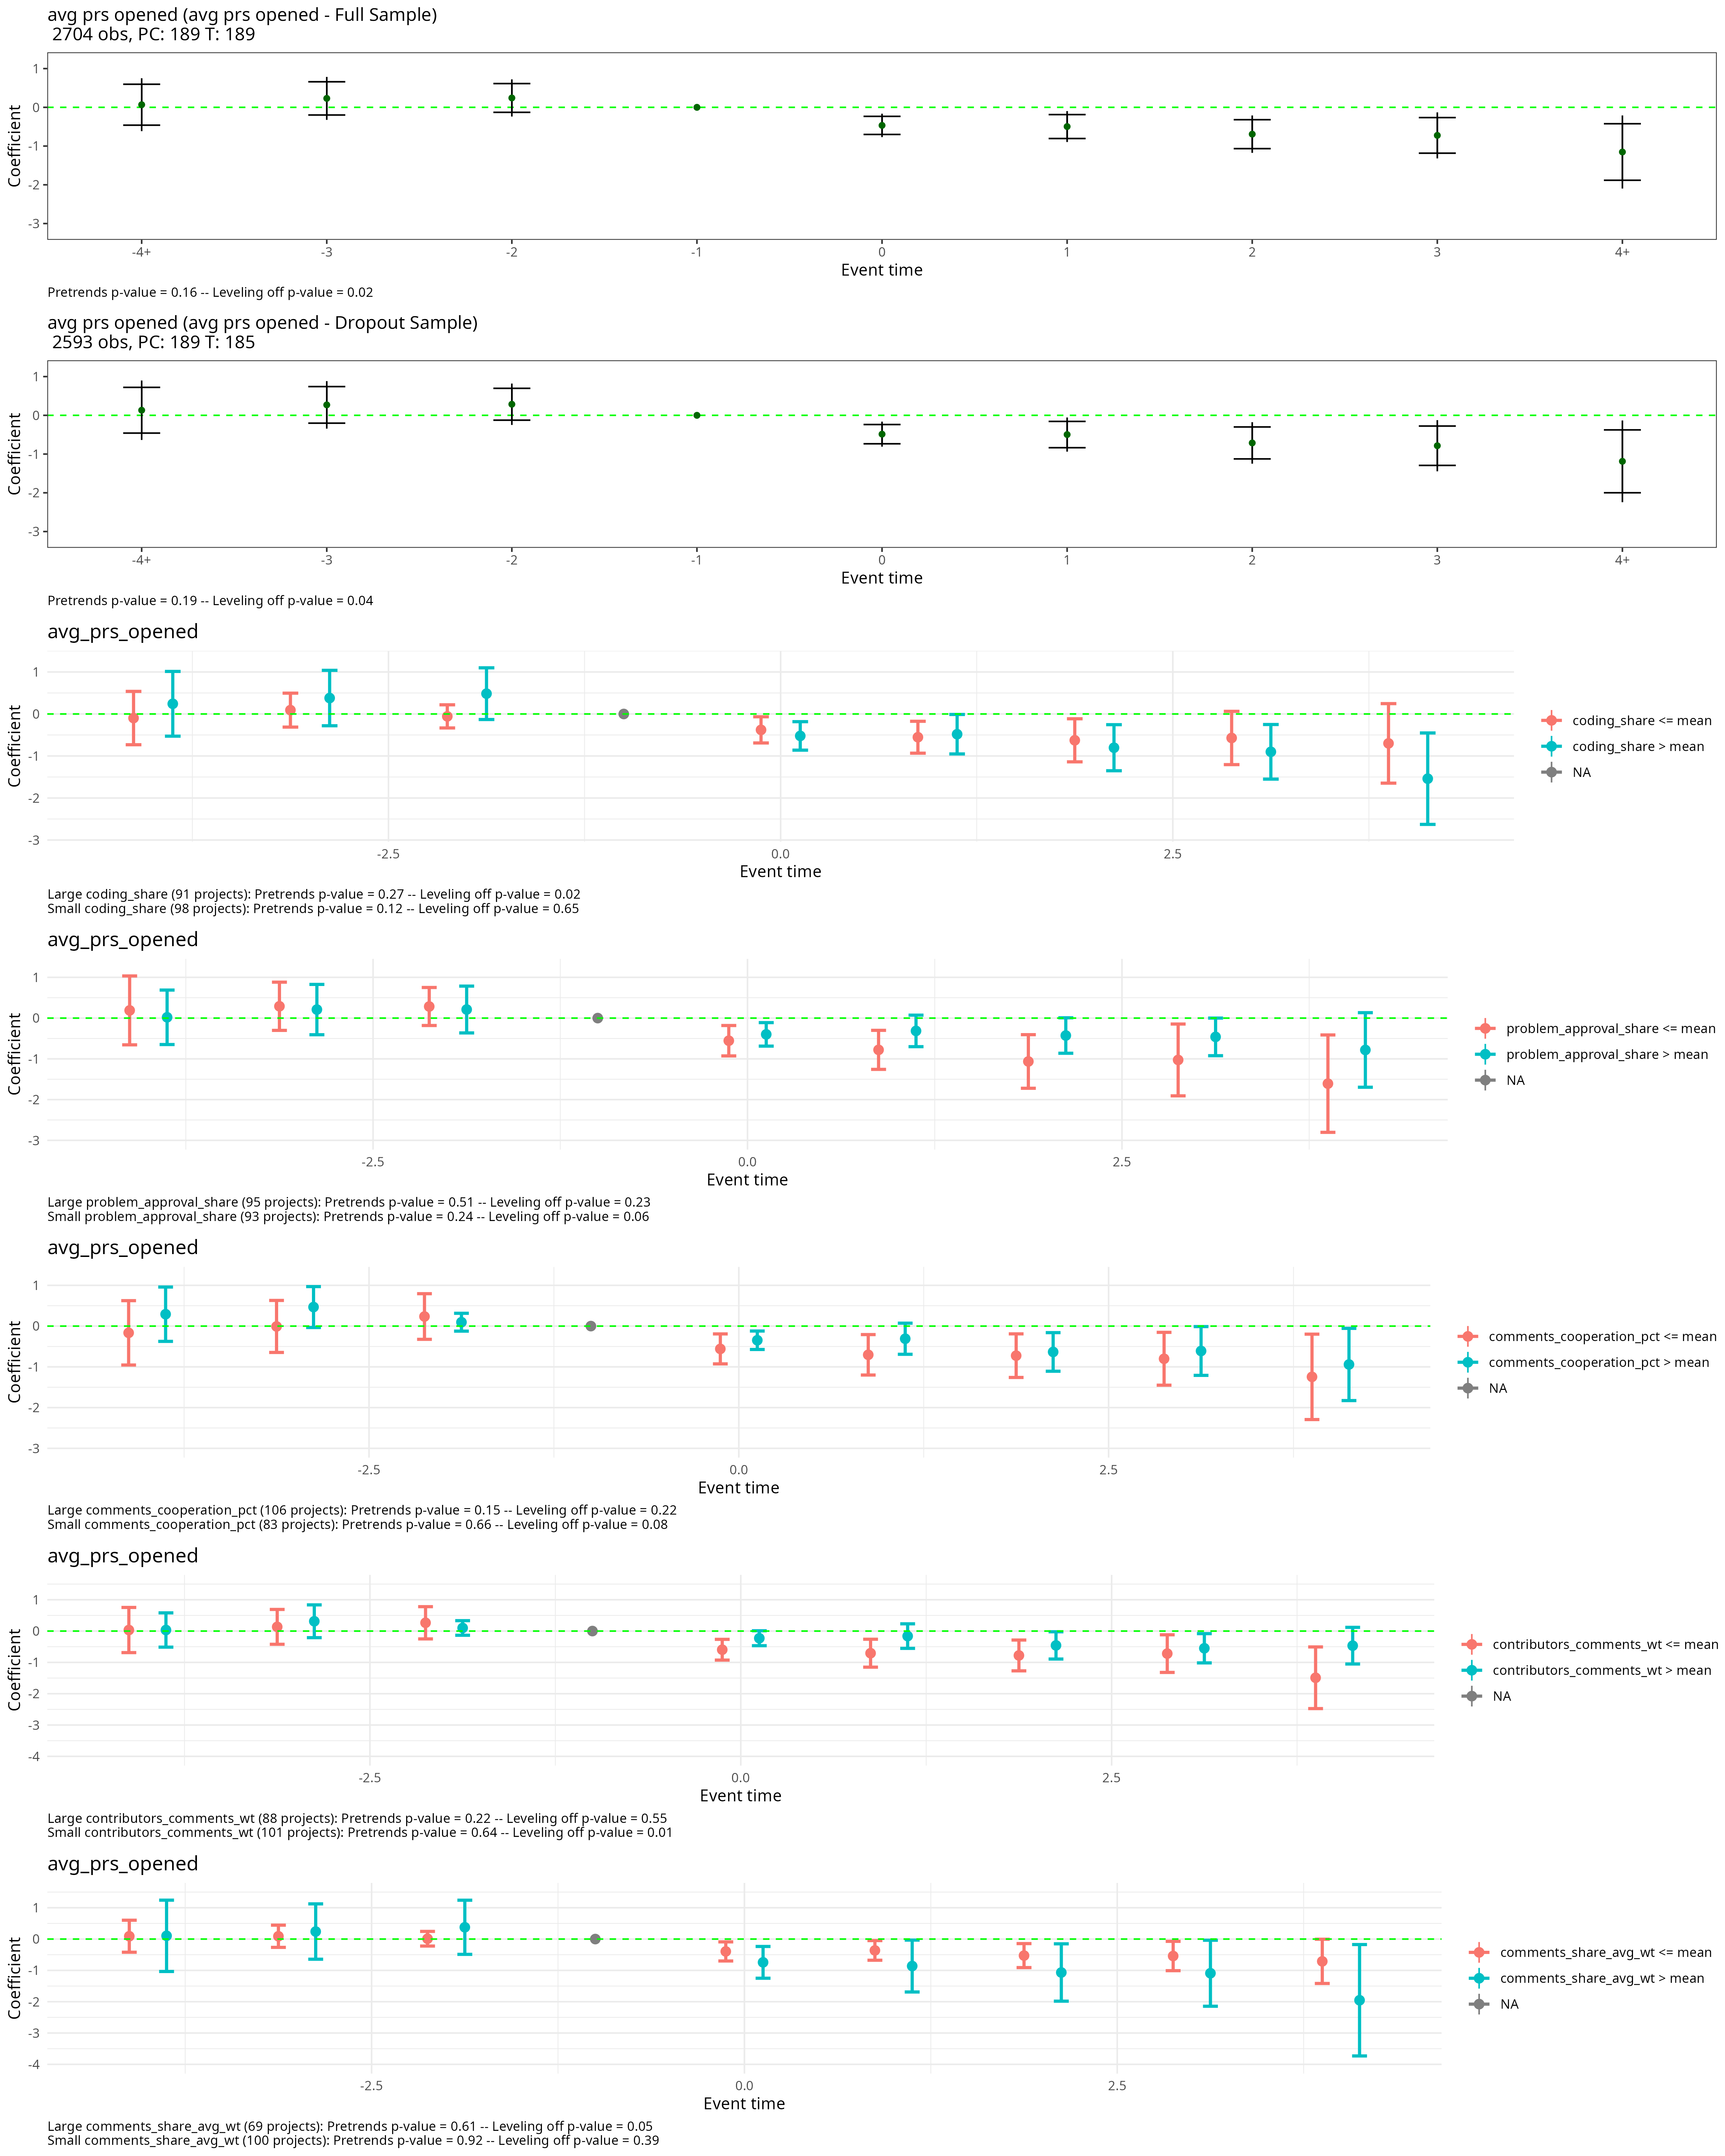 avg prs opened (avg prs opened - Full Sample)
2704 obs, PC: 189 T: 189
Coefficient
1
0
-1
-2
-3
-4+
-3
-2
-1
0
1
2
3
4+
Event time
Pretrends p-value = 0.16 -- Leveling off p-value = 0.02
avg prs opened (avg prs opened - Dropout Sample)
2593 obs, PC: 189 T: 185
Coefficient
1
0
-1
-2
-3
-4+
-3
-2
-1
0
1
2
3
4+
Event time
Pretrends p-value = 0.19 -- Leveling off p-value = 0.04
avg_prs_opened
Coefficient
1
0
-1
-2
-3
-2.5
0.0
2.5
Event time
coding_share <= mean
coding_share > mean
NA
Large coding_share (91 projects): Pretrends p-value = 0.27 -- Leveling off p-value = 0.02
Small coding_share (98 projects): Pretrends p-value = 0.12 -- Leveling off p-value = 0.65
avg_prs_opened
Coefficient
1
0
-1
-2
-3
-2.5
0.0
2.5
Event time
problem_approval_share <= mean
problem_approval_share > mean
NA
Large problem_approval_share (95 projects): Pretrends p-value = 0.51 -- Leveling off p-value = 0.23
Small problem_approval_share (93 projects): Pretrends p-value = 0.24 -- Leveling off p-value = 0.06
avg_prs_opened
Coefficient
1
0
-1
-2
-3
-2.5
0.0
2.5
Event time
comments_cooperation_pct <= mean
comments_cooperation_pct > mean
NA
Large comments_cooperation_pct (106 projects): Pretrends p-value = 0.15 -- Leveling off p-value = 0.22
Small comments_cooperation_pct (83 projects): Pretrends p-value = 0.66 -- Leveling off p-value = 0.08
avg_prs_opened
Coefficient
1
0
-1
-2
-3
-4
-2.5
0.0
2.5
Event time
contributors_comments_wt <= mean
contributors_comments_wt > mean
NA
Large contributors_comments_wt (88 projects): Pretrends p-value = 0.22 -- Leveling off p-value = 0.55
Small contributors_comments_wt (101 projects): Pretrends p-value = 0.64 -- Leveling off p-value = 0.01
avg_prs_opened
Coefficient
1
0
-1
-2
-3
-4
-2.5
0.0
2.5
Event time
comments_share_avg_wt <= mean
comments_share_avg_wt > mean
NA
Large comments_share_avg_wt (69 projects): Pretrends p-value = 0.61 -- Leveling off p-value = 0.05
Small comments_share_avg_wt (100 projects): Pretrends p-value = 0.92 -- Leveling off p-value = 0.39